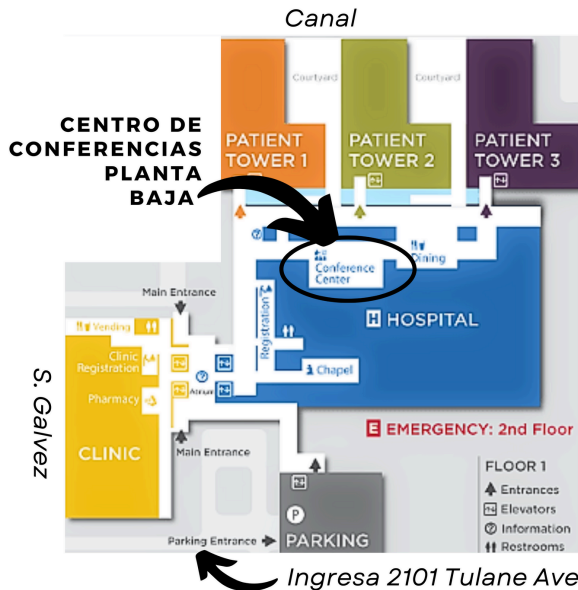 Canal
Courtyard
Courtyard
CENTRO DE
CONFERENCIAS
PLANTA
BAJA
PATIENT
TOWER 1
PATIENT
TOWER 2
PATIENT
TOWER 3
Dining
Conference
Center
Main Entrance
Registration
H HOSPITAL
Vending
Clinic
Registration
Atrium
Chapel
Pharmacy
S. Galvez
CLINIC
Main Entrance
E EMERGENCY: 2nd Floor
FLOOR 1
Entrances
Elevators
Information
Restrooms
P
PARKING
Parking Entrance
Ingresa 2101 Tulane Ave